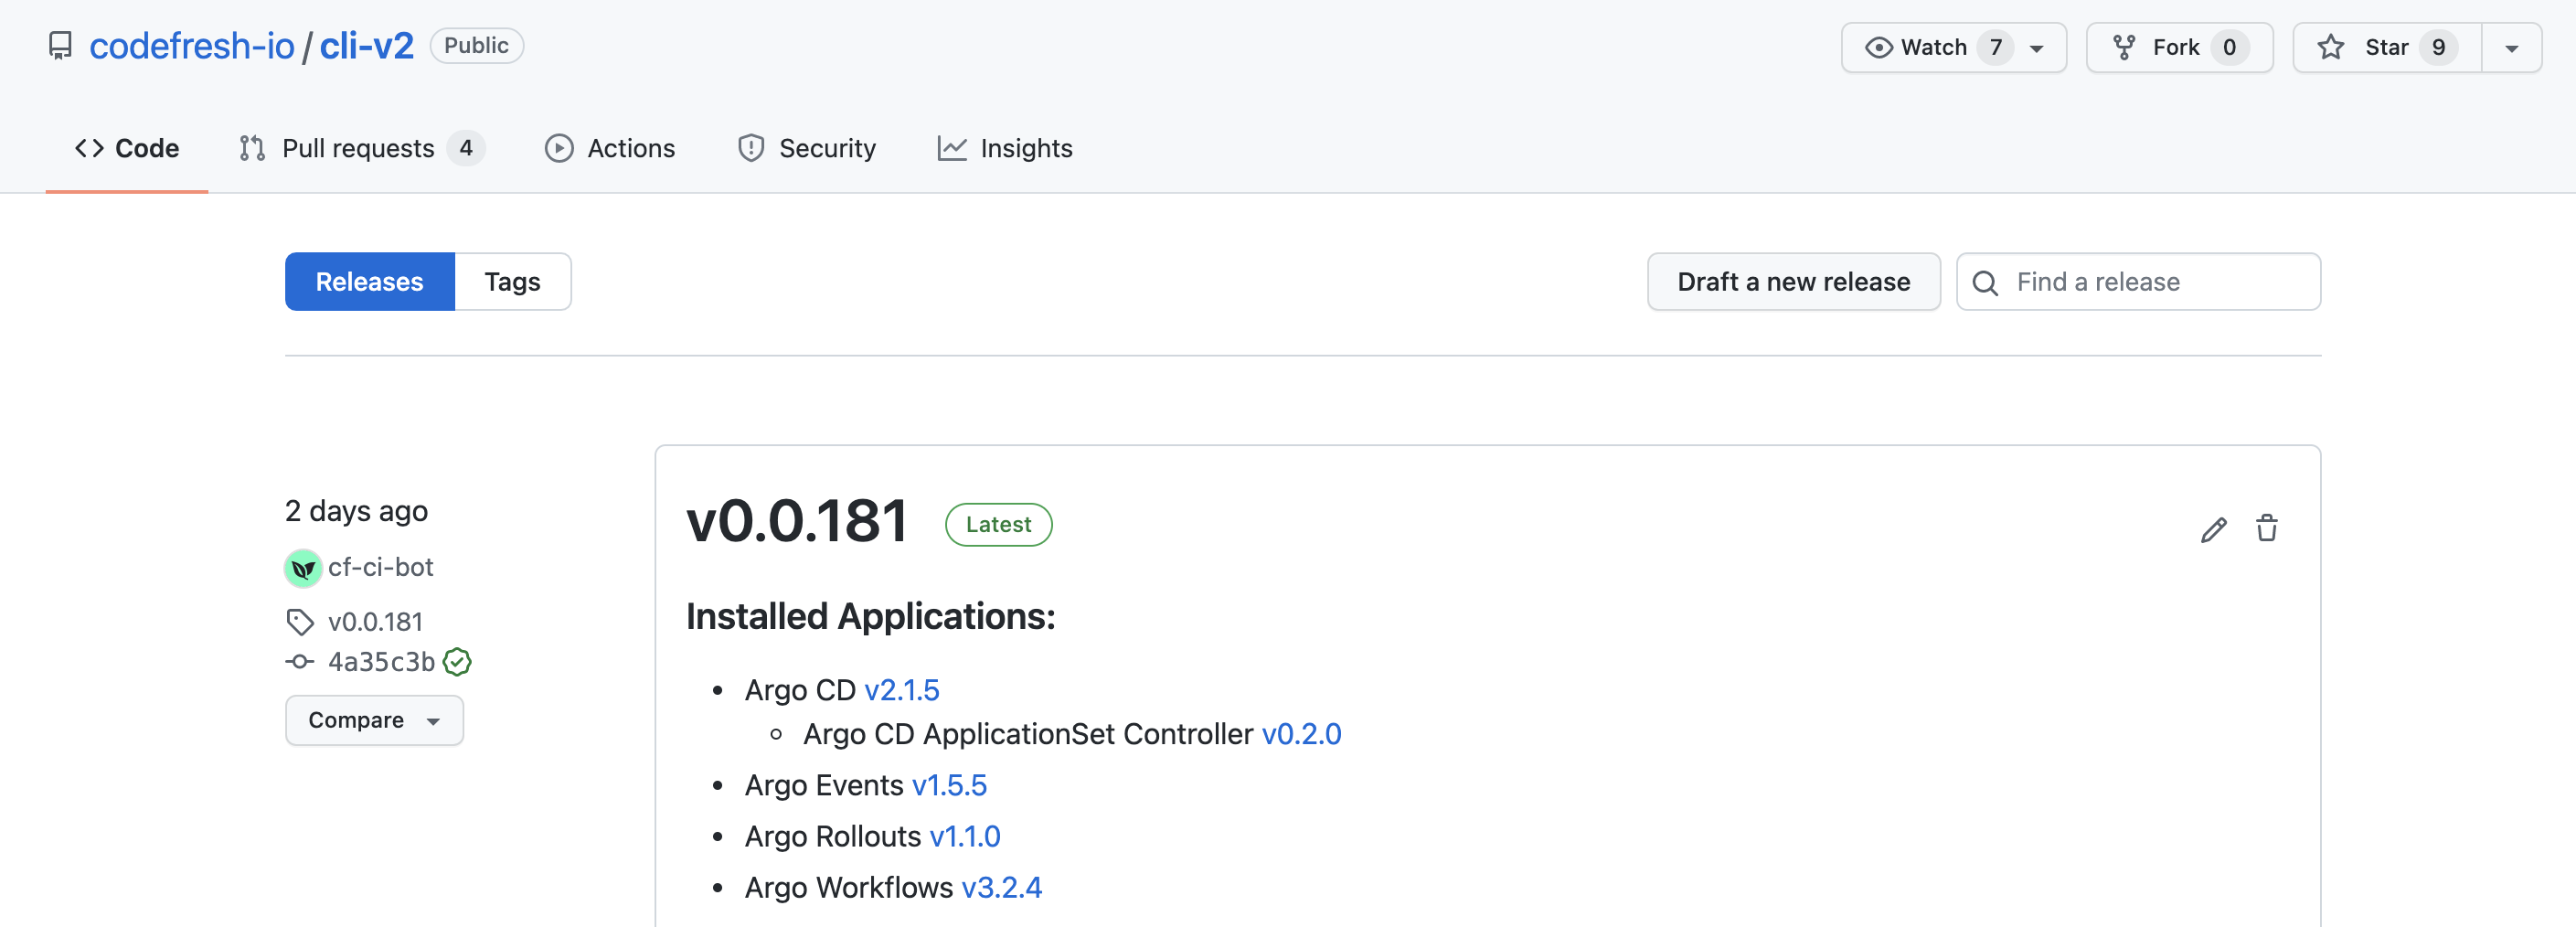 codefresh-io / cli-v2 Public
Watch 7
Fork 0
Star 9
Code
Pull requests 4
Actions
Security
Insights
Releases
Tags
Draft a new release
Find a release
2 days ago
cf-ci-bot
v0.0.181
4a35c3b
Compare
v0.0.181 Latest
Installed Applications:
Argo CD v2.1.5
Argo CD ApplicationSet Controller v0.2.0
Argo Events v1.5.5
Argo Rollouts v1.1.0
Argo Workflows v3.2.4